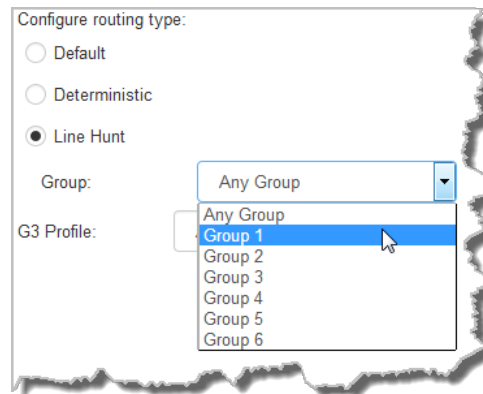 Configure routing type:
Default
Deterministic
Line Hunt
Group: Any Group
Any Group
G3 Profile:
Group 1
Group 2
Group 3
Group 4
Group 5
Group 6